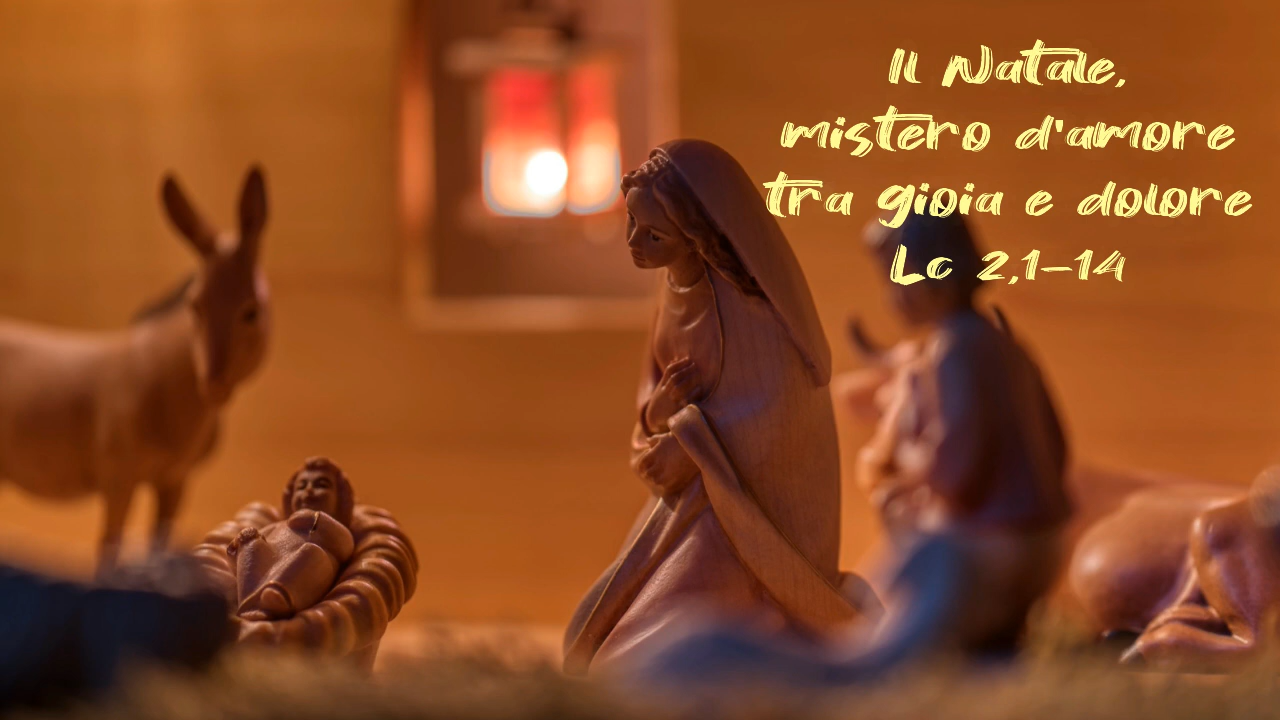 Il Natale,
mistero d'amore
tra gioia e dolore
Lc 2,1-14